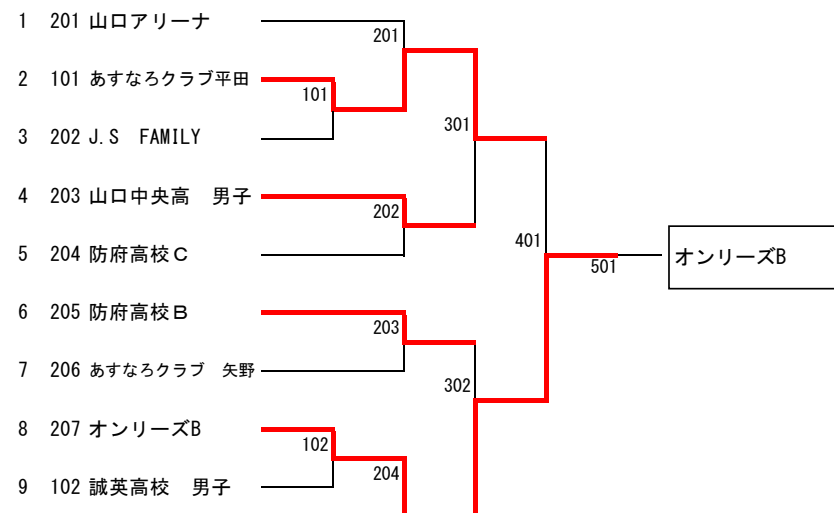 1 201 山口アリーナ
201
2 101 あすなろクラブ平田
101
301
3 202 J.S FAMILY
4 203 山口中央高 男子
202
401
5 204 防府高校C
オンリーズB
501
6 205 防府高校B
203
7 206 あすなろクラブ 矢野
302
8 207 オンリーズB
102
204
9 102 誠英高校 男子